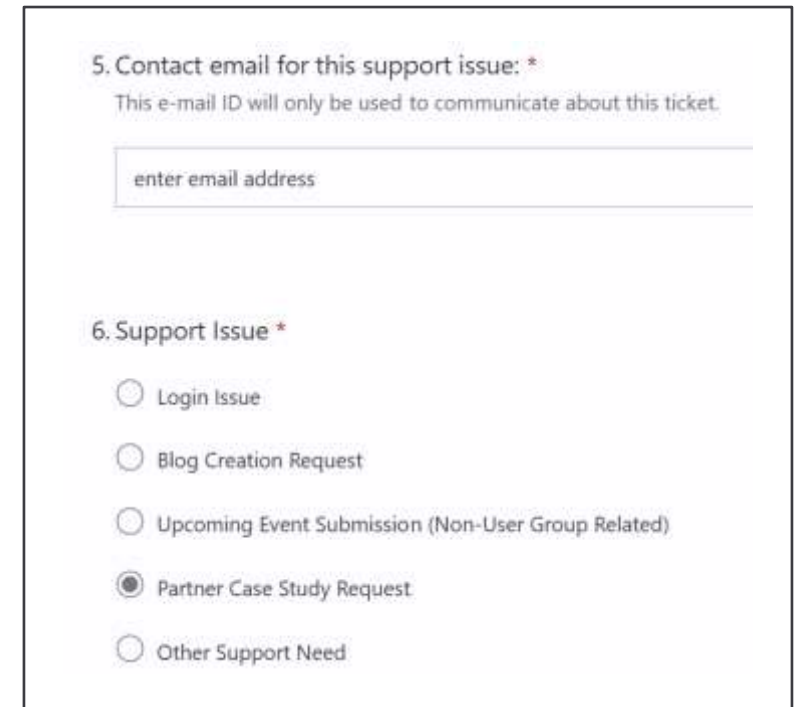 5. Contact email for this support issue: *
This e-mail ID will only be used to communicate about this ticket.
enter email address
6. Support Issue *
Login Issue
Blog Creation Request
Upcoming Event Submission (Non-User Group Related)
Partner Case Study Request
Other Support Need